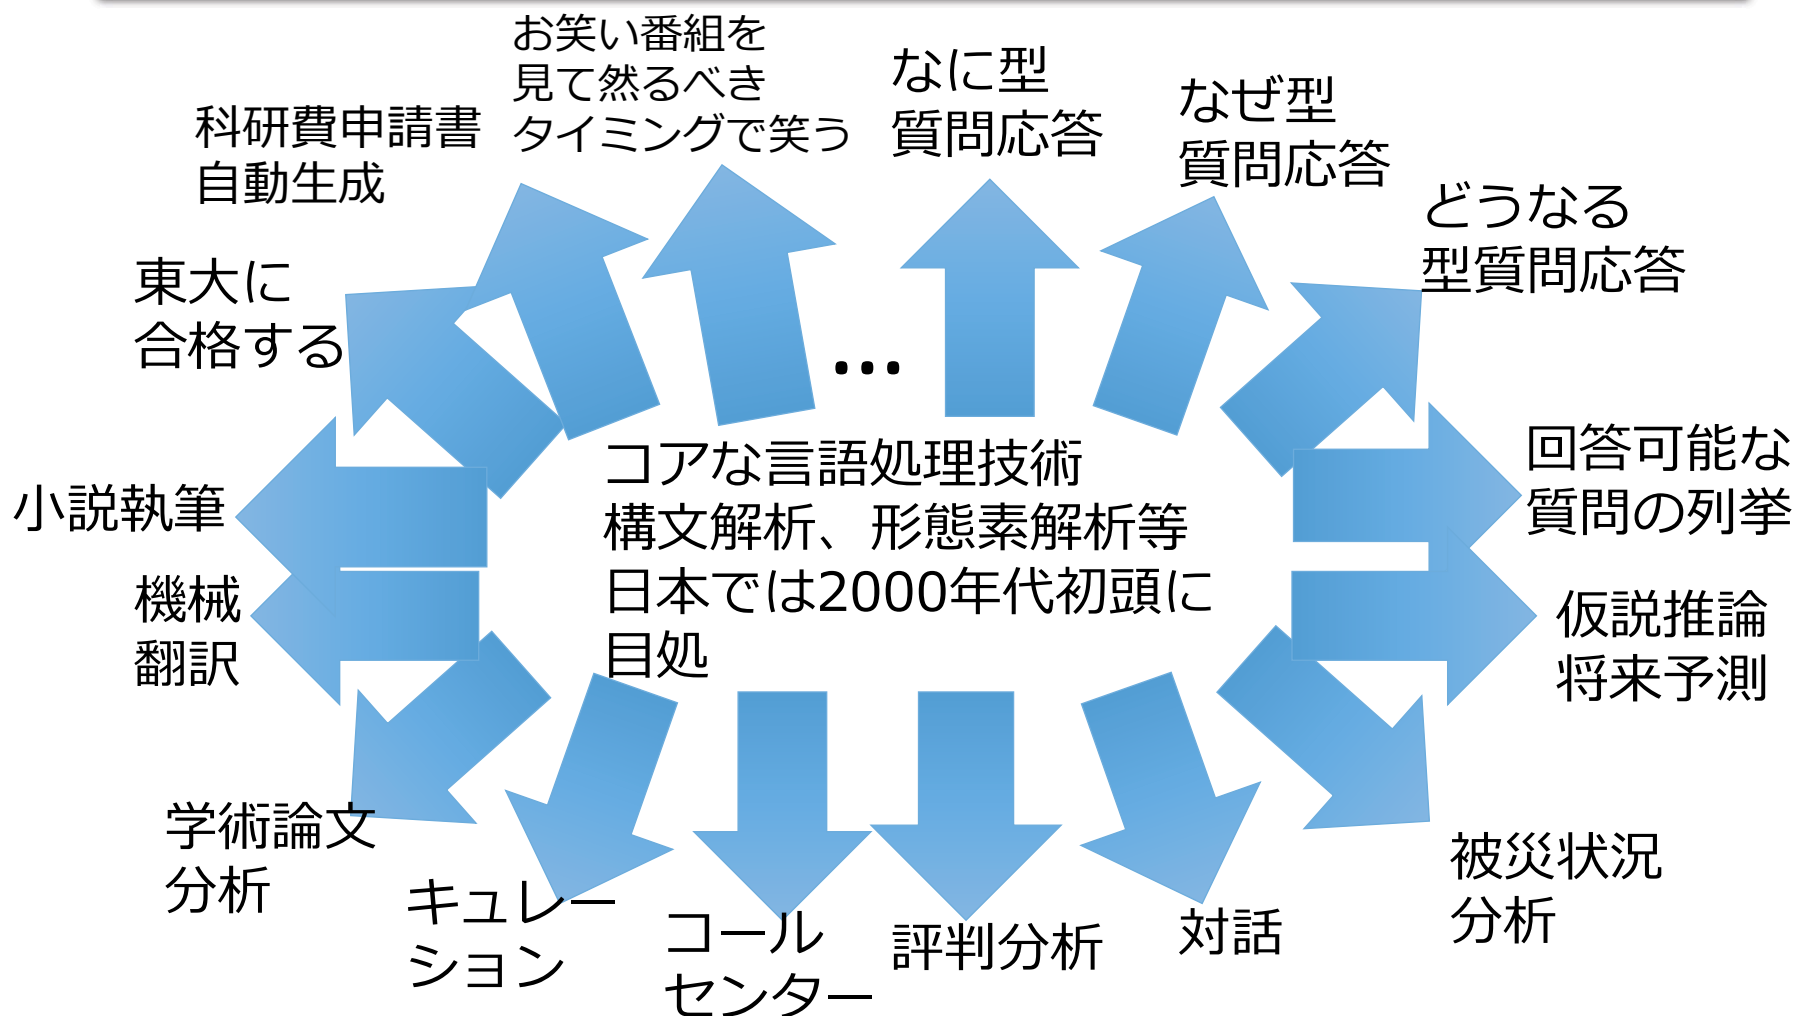 お笑い番組を
見て然るべき
タイミングで笑う
なに型
質問応答
なぜ型
質問応答
科研費申請書
自動生成
どうなる
型質問応答
東大に
合格する
...
回答可能な
質問の列挙
小説執筆
コアな言語処理技術
構文解析、形態素解析等
日本では2000年代初頭に
目処
機械
翻訳
仮説推論
将来予測
学術論文
分析
キュレー
ション
コール
センター
評判分析
対話
被災状況
分析